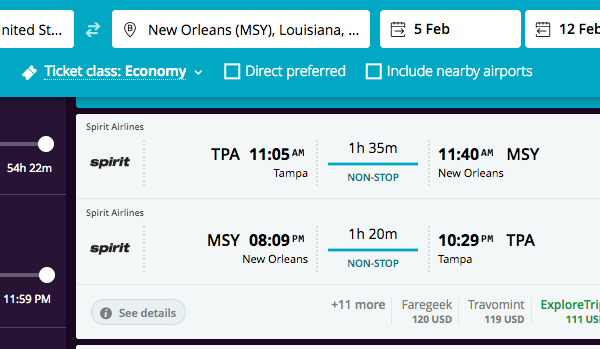 nited St... New Orleans (MSY), Louisiana, ... 5 Feb 12 Feb
Ticket class: Economy Direct preferred Include nearby airports
Spirit Airlines
54h 22m
spirit TPA 11:05 AM 1h 35m 11:40 AM MSY
Tampa NON-STOP New Orleans
Spirit Airlines
11:59 PM
spirit MSY 08:09 PM 1h 20m 10:29 PM TPA
New Orleans NON-STOP Tampa
See details +11 more Faregeek Travomint ExploreTri
120 USD 119 USD 111 US